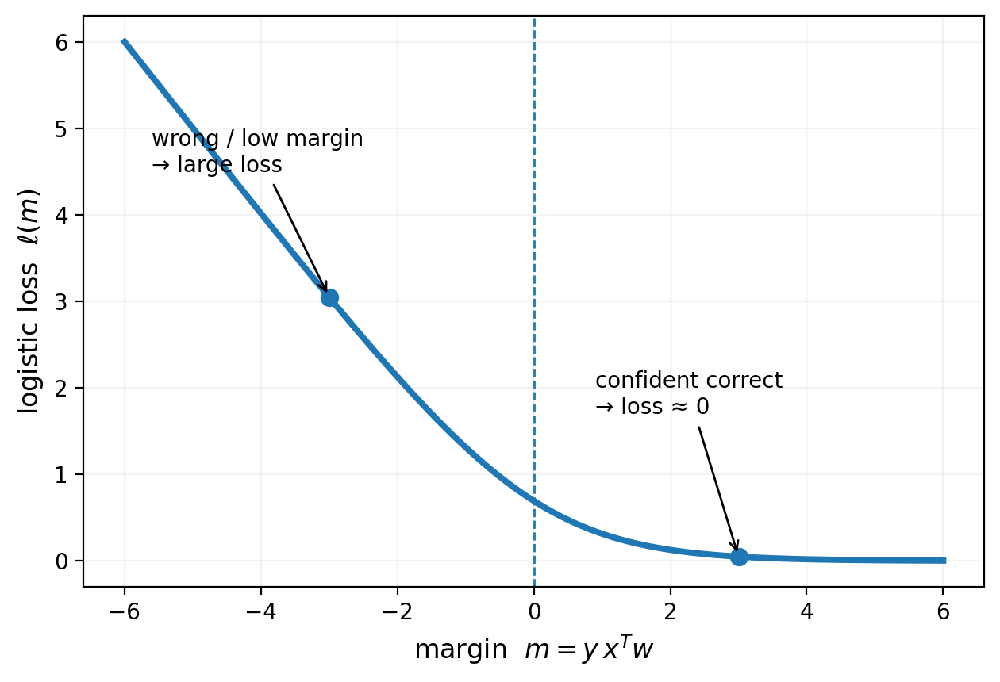 6
5
4
3
2
1
0
logistic loss ℓ(m)
wrong / low margin
→ large loss
confident correct
→ loss ≈ 0
−6 −4 −2 0 2 4 6
margin m = y xᵀw